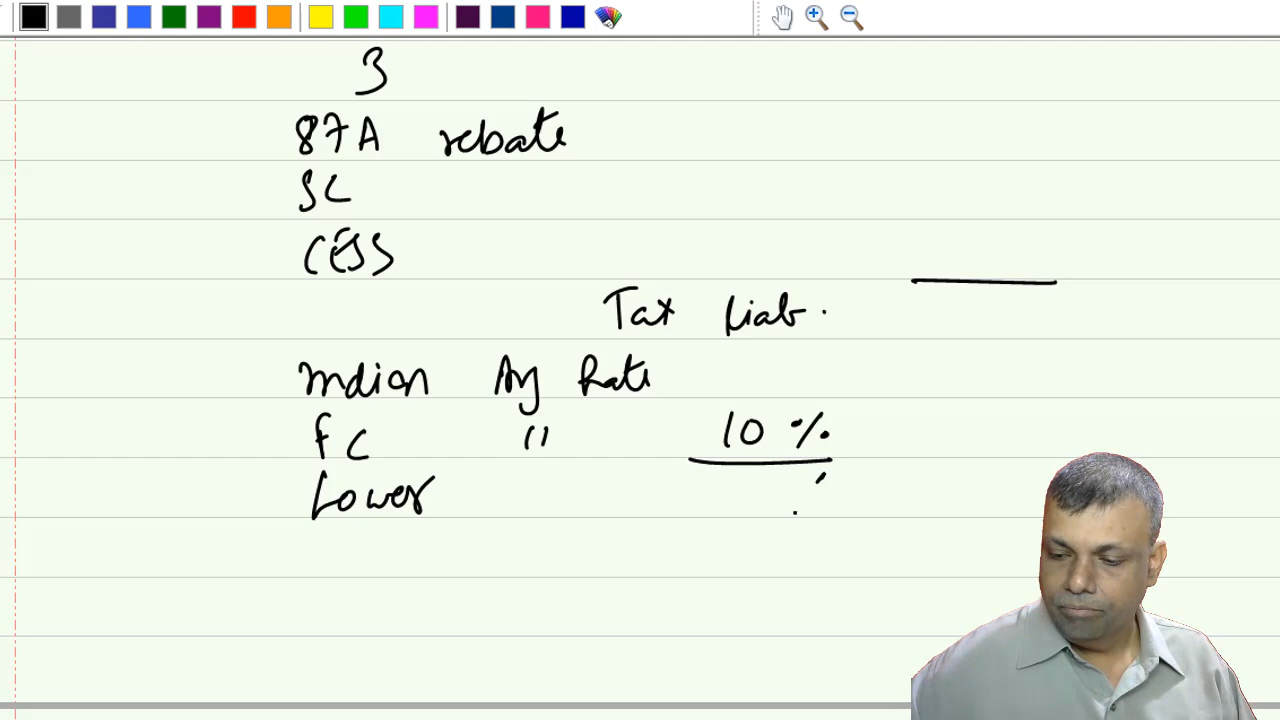 3
87A rebate
SC
CESS
Tax Liab.
Indian Avg Rate
FC " 10 %
Lower